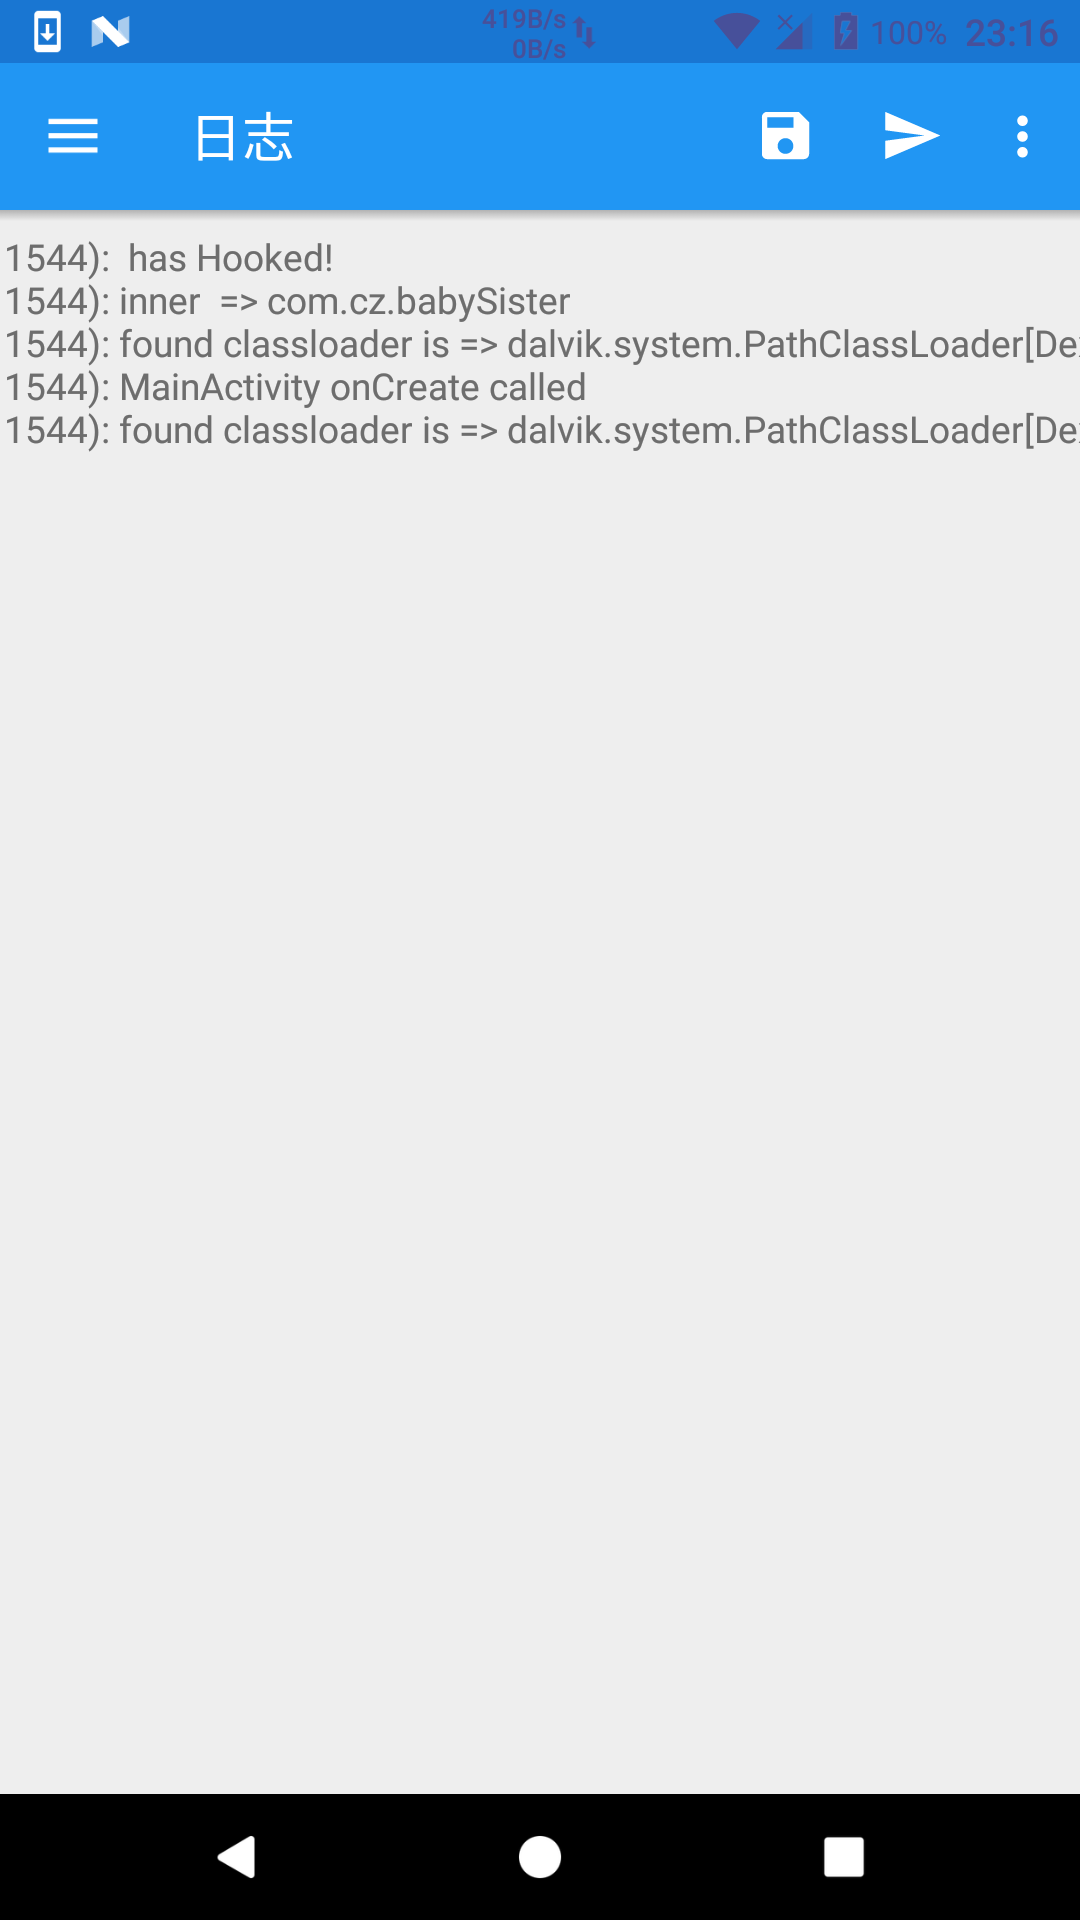 419B/s
0B/s
100% 23:16
日志
1544):  has Hooked!
1544): inner  => com.cz.babySister
1544): found classloader is => dalvik.system.PathClassLoader[De
1544): MainActivity onCreate called
1544): found classloader is => dalvik.system.PathClassLoader[De